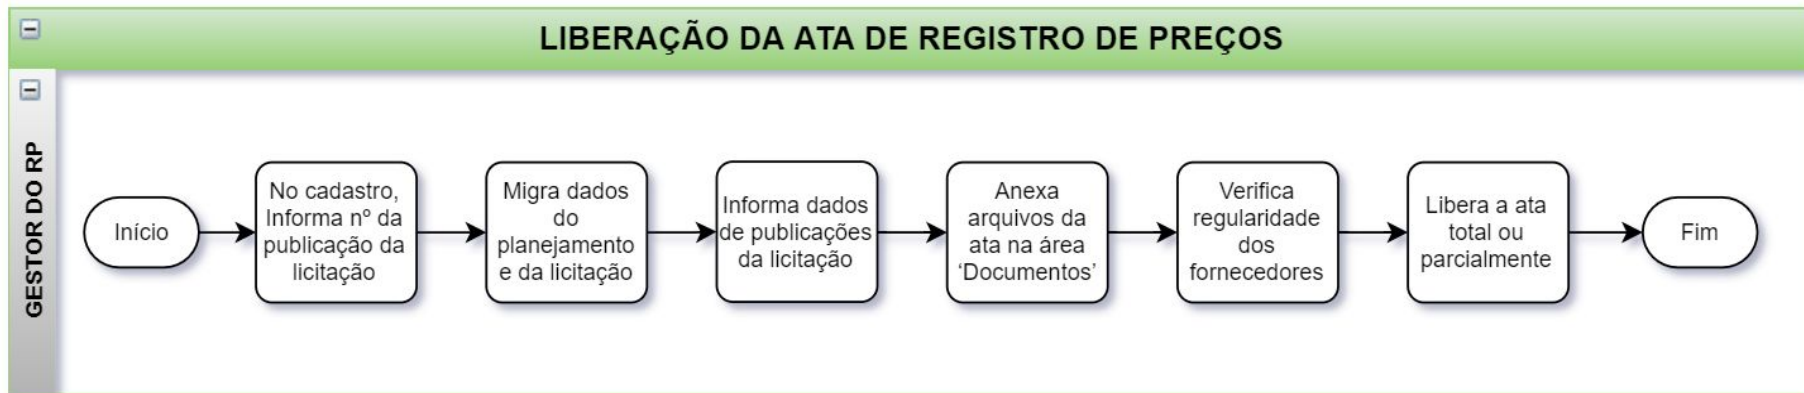 LIBERAÇÃO DA ATA DE REGISTRO DE PREÇOS
GESTOR DO RP
Início
No cadastro,
Informa nº da
publicação da
licitação
Migra dados
do
planejamento
e da licitação
Informa dados
de publicações
da licitação
Anexa
arquivos da
ata na área
‘Documentos’
Verifica
regularidade
dos
fornecedores
Libera a ata
total ou
parcialmente
Fim